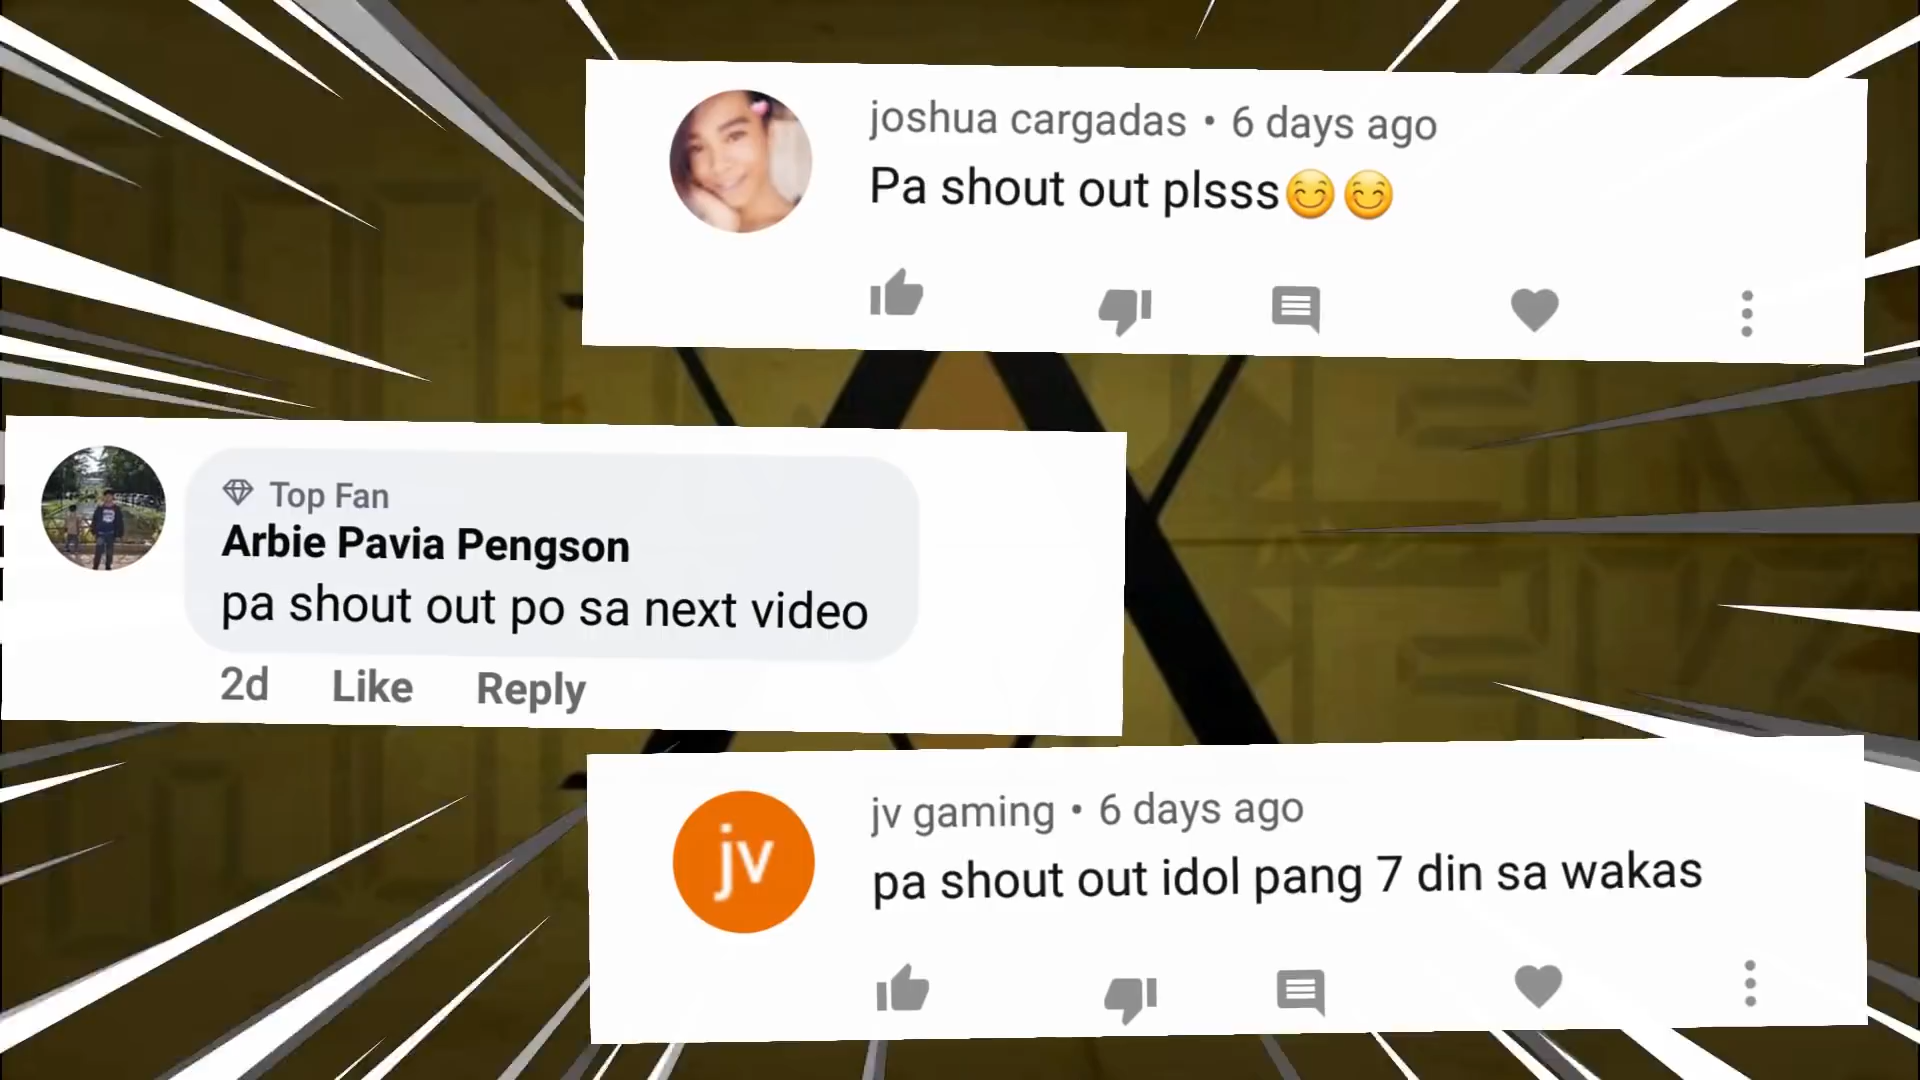 joshua cargadas • 6 days ago
Pa shout out plsss😊😊
Top Fan
Arbie Pavia Pengson
pa shout out po sa next video
2d Like Reply
jv
jv gaming • 6 days ago
pa shout out idol pang 7 din sa wakas